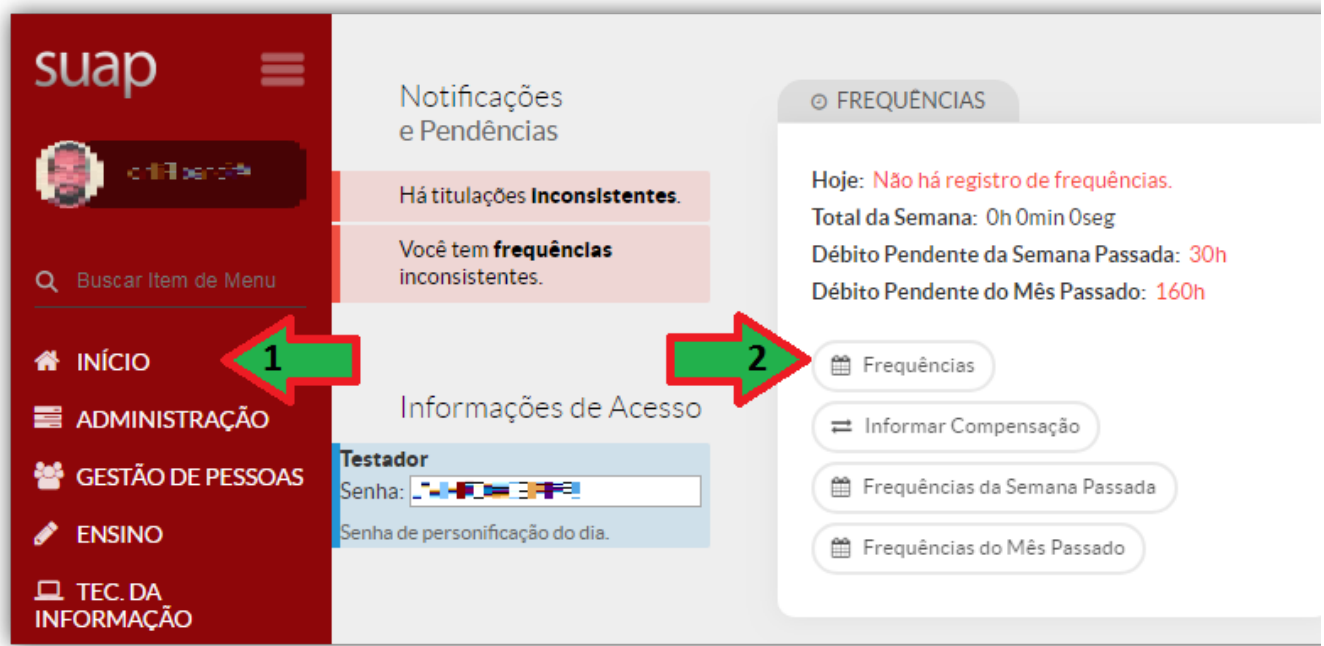 suap
Buscar Item de Menu
INÍCIO
ADMINISTRAÇÃO
GESTÃO DE PESSOAS
ENSINO
TEC. DA
INFORMAÇÃO
1
Notificações
e Pendências
Há titulações inconsistentes.
Você tem frequências
inconsistentes.
Informações de Acesso
Testador
Senha:
Senha de personificação do dia.
2
FREQUÊNCIAS
Hoje: Não há registro de frequências.
Total da Semana: 0h 0min 0seg
Débito Pendente da Semana Passada: 30h
Débito Pendente do Mês Passado: 160h
Frequências
Informar Compensação
Frequências da Semana Passada
Frequências do Mês Passado